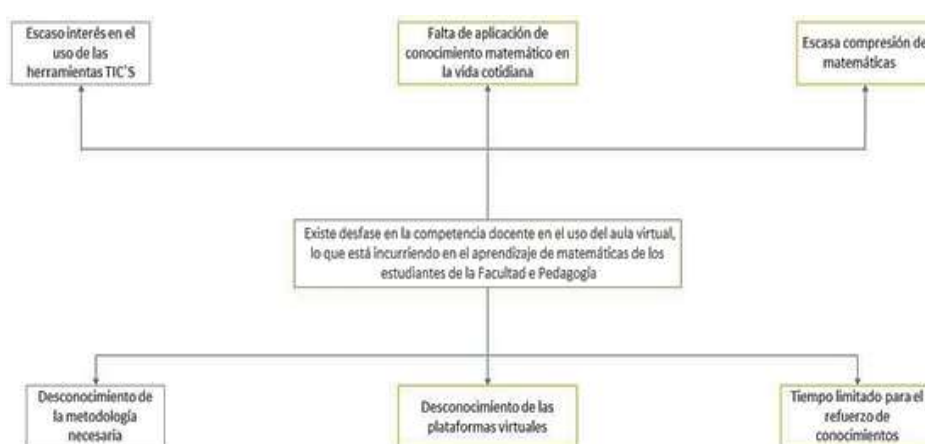 Escaso interés en el
uso de las
herramientas TIC'S
Falta de aplicación de
conocimiento matemático en
la vida cotidiana
Escasa compresión de
matemáticas
Existe desfase en la competencia docente en el uso del aula virtual,
lo que está incurriendo en el aprendizaje de matemáticas de los
estudiantes de la Facultad e Pedagogía
Desconocimiento de
la metodología
necesaria
Desconocimiento de las
plataformas virtuales
Tiempo limitado para el
refuerzo de
conocimientos